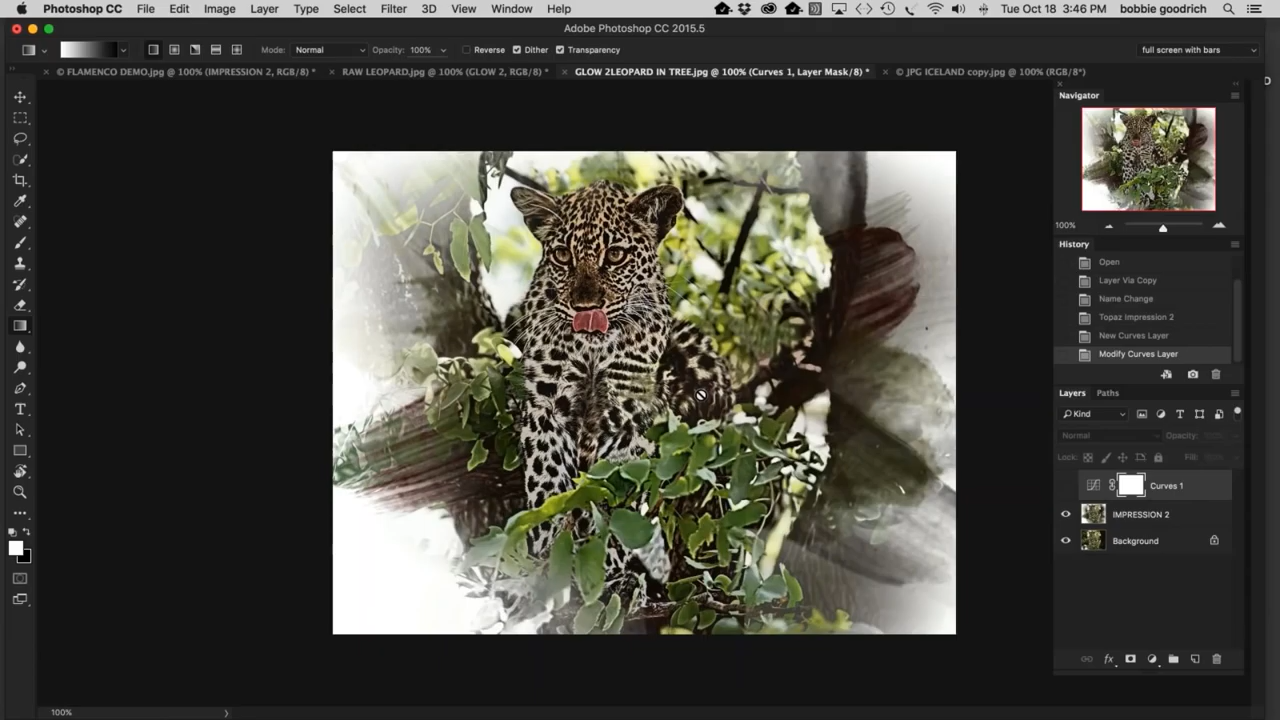 Photoshop CC File Edit Image Layer Type Select Filter 3D View Window Help Tue Oct 18 3:46 PM bobbie goodrich
Adobe Photoshop CC 2015.5
Mode: Normal Opacity: 100% Reverse Dither Transparency full screen with bars
× © FLAMENCO DEMO.jpg @ 100% (IMPRESSION 2, RGB/8) * × RAW LEOPARD.jpg @ 100% (GLOW 2, RGB/8) * × GLOW 2LEOPARD IN TREE.jpg @ 100% (Curves 1, Layer Mask/8) * × © JPG ICELAND copy.jpg @ 100% (RGB/8*)
Navigator
100%
History
Open
Layer Via Copy
Name Change
Topaz Impression 2
New Curves Layer
Modify Curves Layer
Layers Paths
Kind
Normal Opacity:
Lock: Fill:
Curves 1
IMPRESSION 2
Background
fx
100%